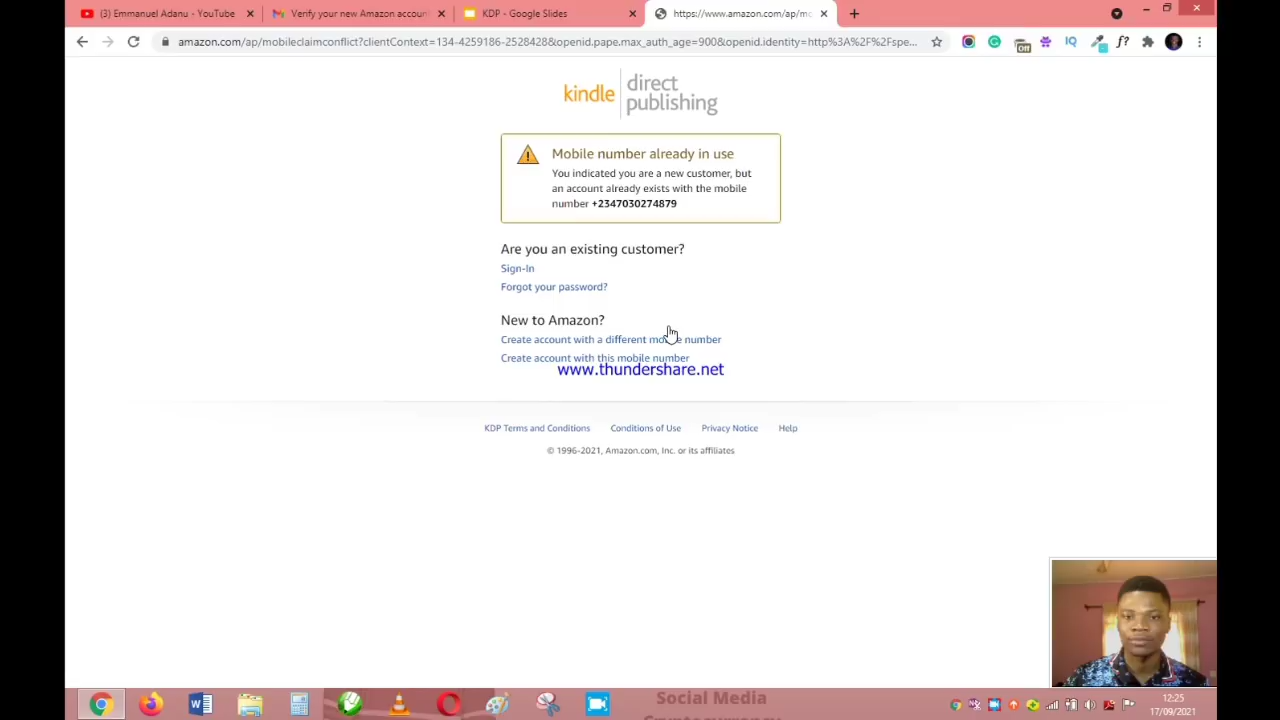 (3) Emmanuel Adanu - YouTube
Verify your new Amazon account
KDP - Google Slides
https://www.amazon.com/ap/mo
amazon.com/ap/mobileclaimconflict?clientContext=134-4259186-2528428&openid.pape.max_auth_age=900&openid.identity=http%3A%2F%2Fspe...
Off
IQ
f?
kindle direct publishing
Mobile number already in use
You indicated you are a new customer, but
an account already exists with the mobile
number +2347030274879
Are you an existing customer?
Sign-In
Forgot your password?
New to Amazon?
Create account with a different mobile number
Create account with this mobile number
www.thundershare.net
KDP Terms and Conditions
Conditions of Use
Privacy Notice
Help
© 1996-2021, Amazon.com, Inc. or its affiliates
Social Media
Cryptocurrency
12:25
17/09/2021